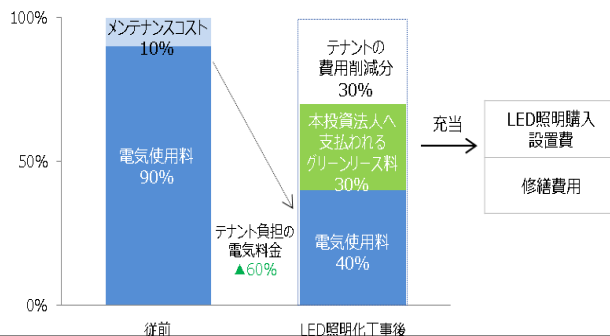 100%
50%
0%
メンテナンスコスト
10%
電気使用料
90%
従前
テナント負担の
電気料金
▲60%
テナントの
費用削減分
30%
本投資法人へ
支払われる
グリーンリース料
30%
電気使用料
40%
LED照明化工事後
充当
LED照明購入
設置費
修繕費用